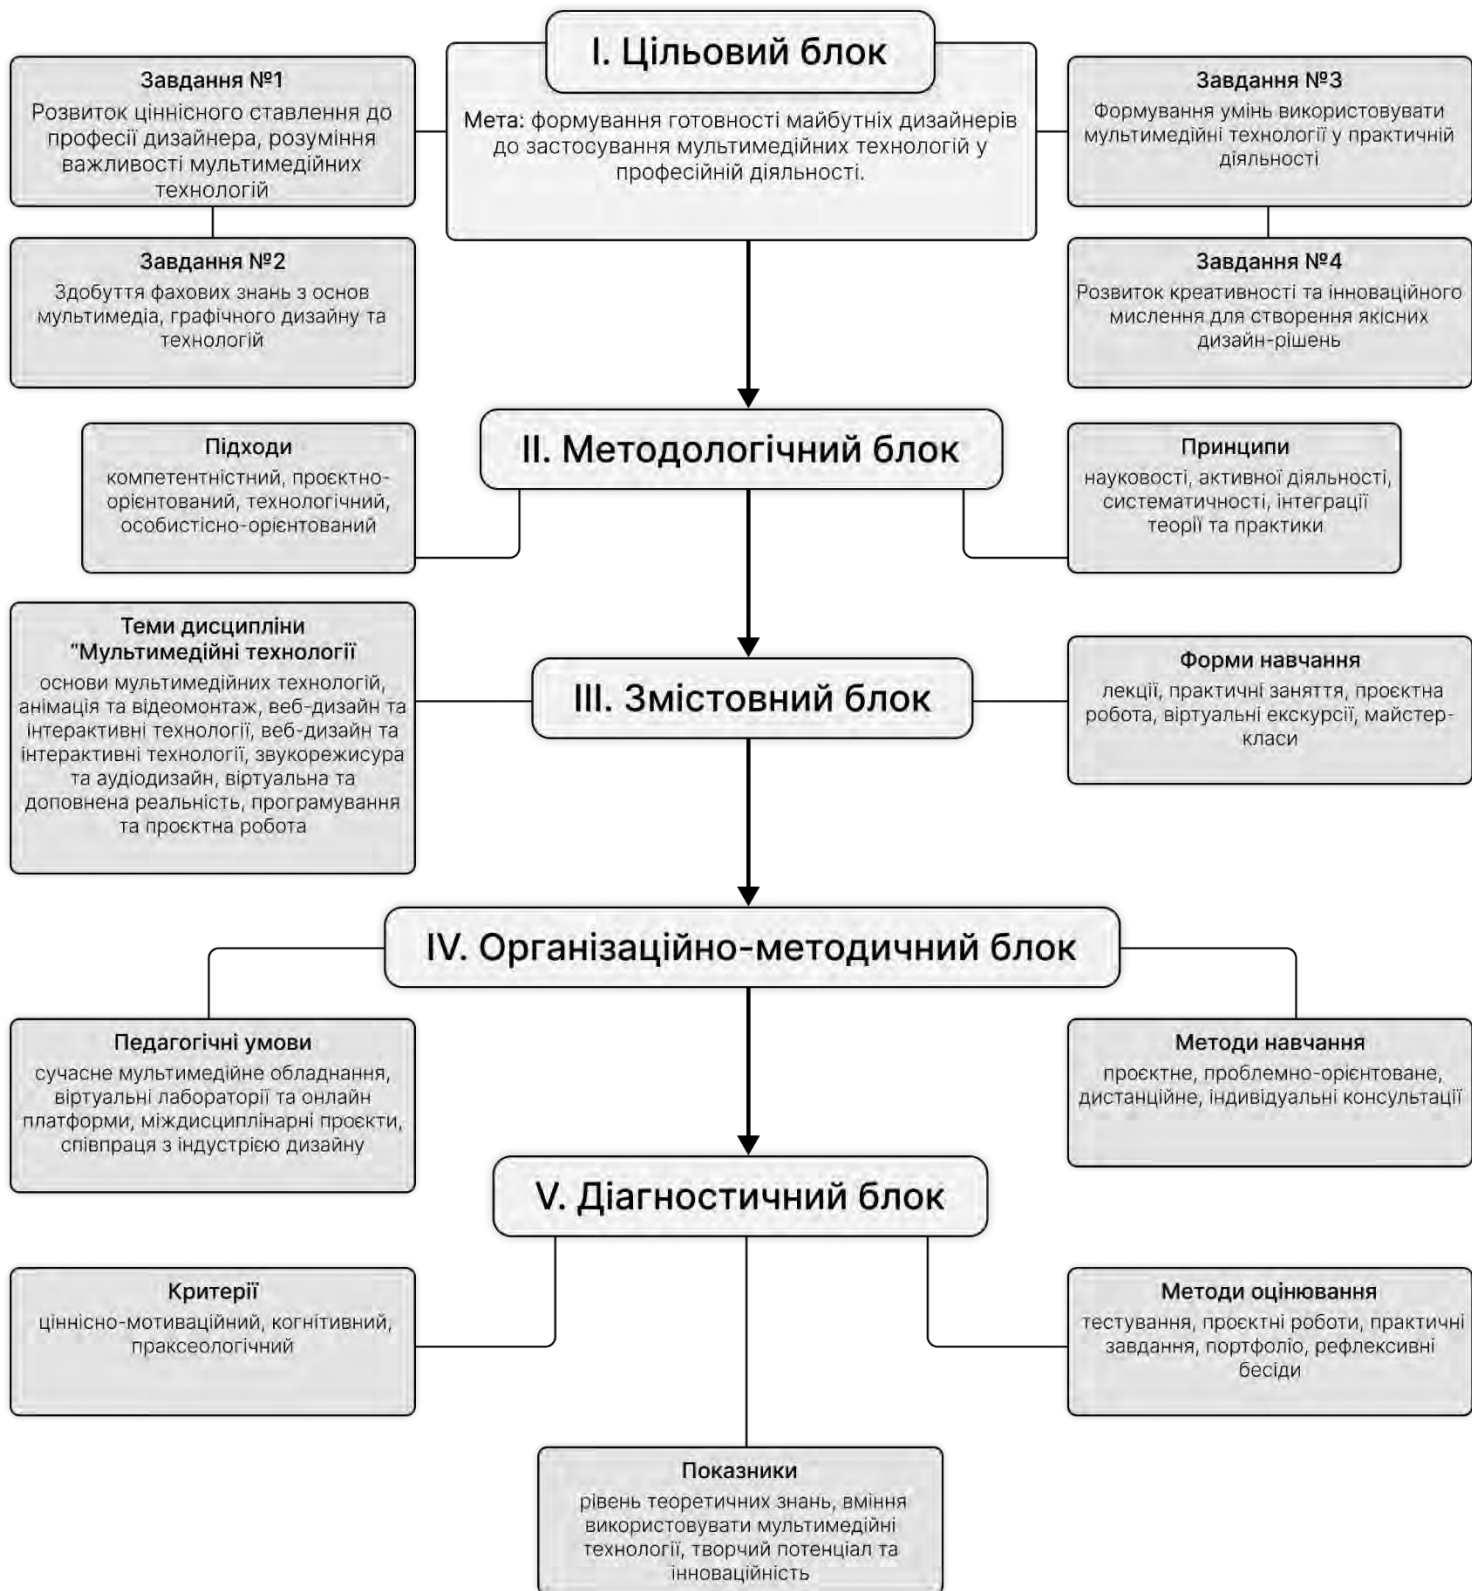 I. Цільовий блок
Мета: формування готовності майбутніх дизайнерів
до застосування мультимедійних технологій у
професійній діяльності.
Завдання №1
Розвиток ціннісного ставлення до
професії дизайнера, розуміння
важливості мультимедійних
технологій
Завдання №2
Здобуття фахових знань з основ
мультимедіа, графічного дизайну та
технологій
Завдання №3
Формування умінь використовувати
мультимедійні технології у практичній
діяльності
Завдання №4
Розвиток креативності та інноваційного
мислення для створення якісних
дизайн-рішень
II. Методологічний блок
Підходи
компетентністний, проєктно-
орієнтований, технологічний,
особистісно-орієнтований
Принципи
науковості, активної діяльності,
систематичності, інтеграції
теорії та практики
III. Змістовний блок
Теми дисципліни
"Мультимедійні технології
основи мультимедійних технологій,
анімація та відеомонтаж, веб-дизайн та
інтерактивні технології, веб-дизайн та
інтерактивні технології, звукорежисура
та аудіодизайн, віртуальна та
доповнена реальність, програмування
та проєктна робота
Форми навчання
лекції, практичні заняття, проєктна
робота, віртуальні екскурсії, майстер-
класи
IV. Організаційно-методичний блок
Педагогічні умови
сучасне мультимедійне обладнання,
віртуальні лабораторії та онлайн
платформи, міждисциплінарні проєкти,
співпраця з індустрією дизайну
Методи навчання
проєктне, проблемно-орієнтоване,
дистанційне, індивідуальні консультації
V. Діагностичний блок
Критерії
ціннісно-мотиваційний, когнітивний,
праксеологічний
Методи оцінювання
тестування, проєктні роботи, практичні
завдання, портфоліо, рефлексивні
бесіди
Показники
рівень теоретичних знань, вміння
використовувати мультимедійні
технології, творчий потенціал та
інноваційність